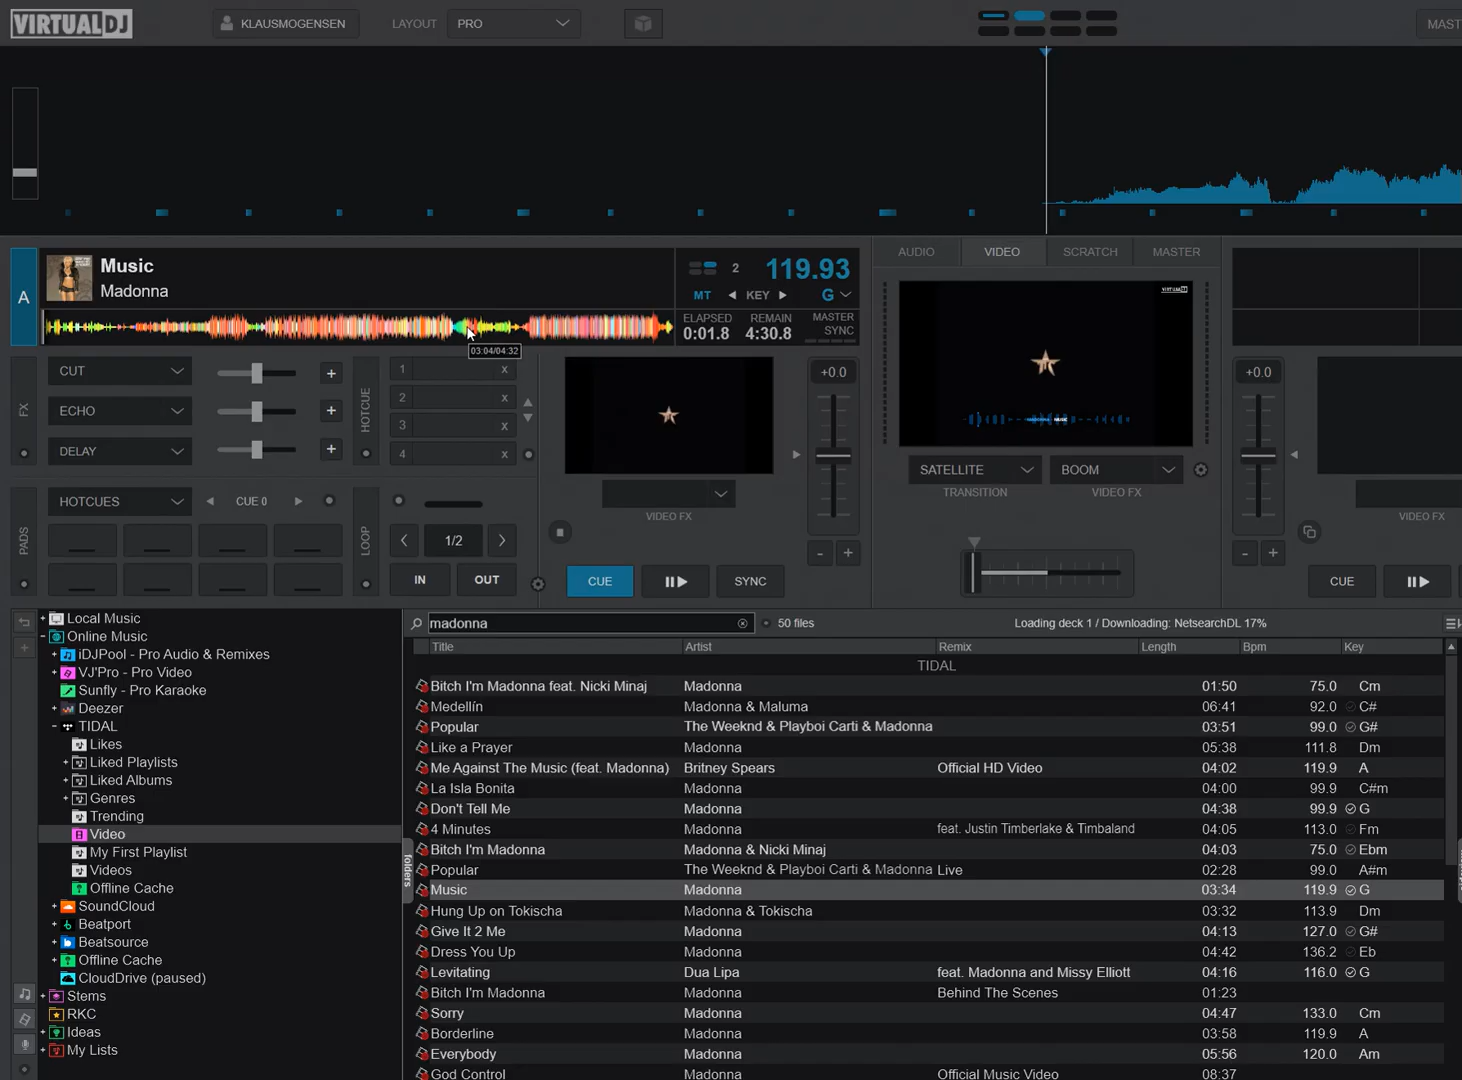 VIRTUALDJ KLAUSMOGENSEN LAYOUT PRO MAST
A
Music
Madonna
2 119.93
MT KEY G
ELAPSED 0:01.8 REMAIN 4:30.8 MASTER SYNC
03:04/04:32
AUDIO VIDEO SCRATCH MASTER
VIRTUALDJ
MADONNA MUSIC
FX
CUT +
ECHO +
DELAY +
HOTCUE
1 x
2 x
3 x
4 x
+0.0
+0.0
VIDEO FX
SATELLITE BOOM
TRANSITION VIDEO FX
VIDEO FX
PADS
HOTCUES CUE 0
LOOP
1/2
IN OUT
CUE SYNC
- +
- +
CUE
Local Music
Online Music
iDJPool - Pro Audio & Remixes
VJ'Pro - Pro Video
Sunfly - Pro Karaoke
Deezer
TIDAL
Likes
Liked Playlists
Liked Albums
Genres
Trending
Video
My First Playlist
Videos
Offline Cache
SoundCloud
Beatport
Beatsource
Offline Cache
CloudDrive (paused)
Stems
RKC
Ideas
My Lists
folders
madonna 50 files Loading deck 1 / Downloading: NetsearchDL 17%
Title Artist Remix Length Bpm Key
TIDAL
Bitch I'm Madonna feat. Nicki Minaj Madonna 01:50 75.0 Cm
Medellín Madonna & Maluma 06:41 92.0 C#
Popular The Weeknd & Playboi Carti & Madonna 03:51 99.0 G#
Like a Prayer Madonna 05:38 111.8 Dm
Me Against The Music (feat. Madonna) Britney Spears Official HD Video 04:02 119.9 A
La Isla Bonita Madonna 04:00 99.9 C#m
Don't Tell Me Madonna 04:38 99.9 G
4 Minutes Madonna feat. Justin Timberlake & Timbaland 04:05 113.0 Fm
Bitch I'm Madonna Madonna & Nicki Minaj 04:03 75.0 Ebm
Popular The Weeknd & Playboi Carti & Madonna Live 02:28 99.0 A#m
Music Madonna 03:34 119.9 G
Hung Up on Tokischa Madonna & Tokischa 03:32 113.9 Dm
Give It 2 Me Madonna 04:13 127.0 G#
Dress You Up Madonna 04:42 136.2 Eb
Levitating Dua Lipa feat. Madonna and Missy Elliott 04:16 116.0 G
Bitch I'm Madonna Madonna Behind The Scenes 01:23
Sorry Madonna 04:47 133.0 Cm
Borderline Madonna 03:58 119.9 A
Everybody Madonna 05:56 120.0 Am
God Control Madonna Official Music Video 08:37